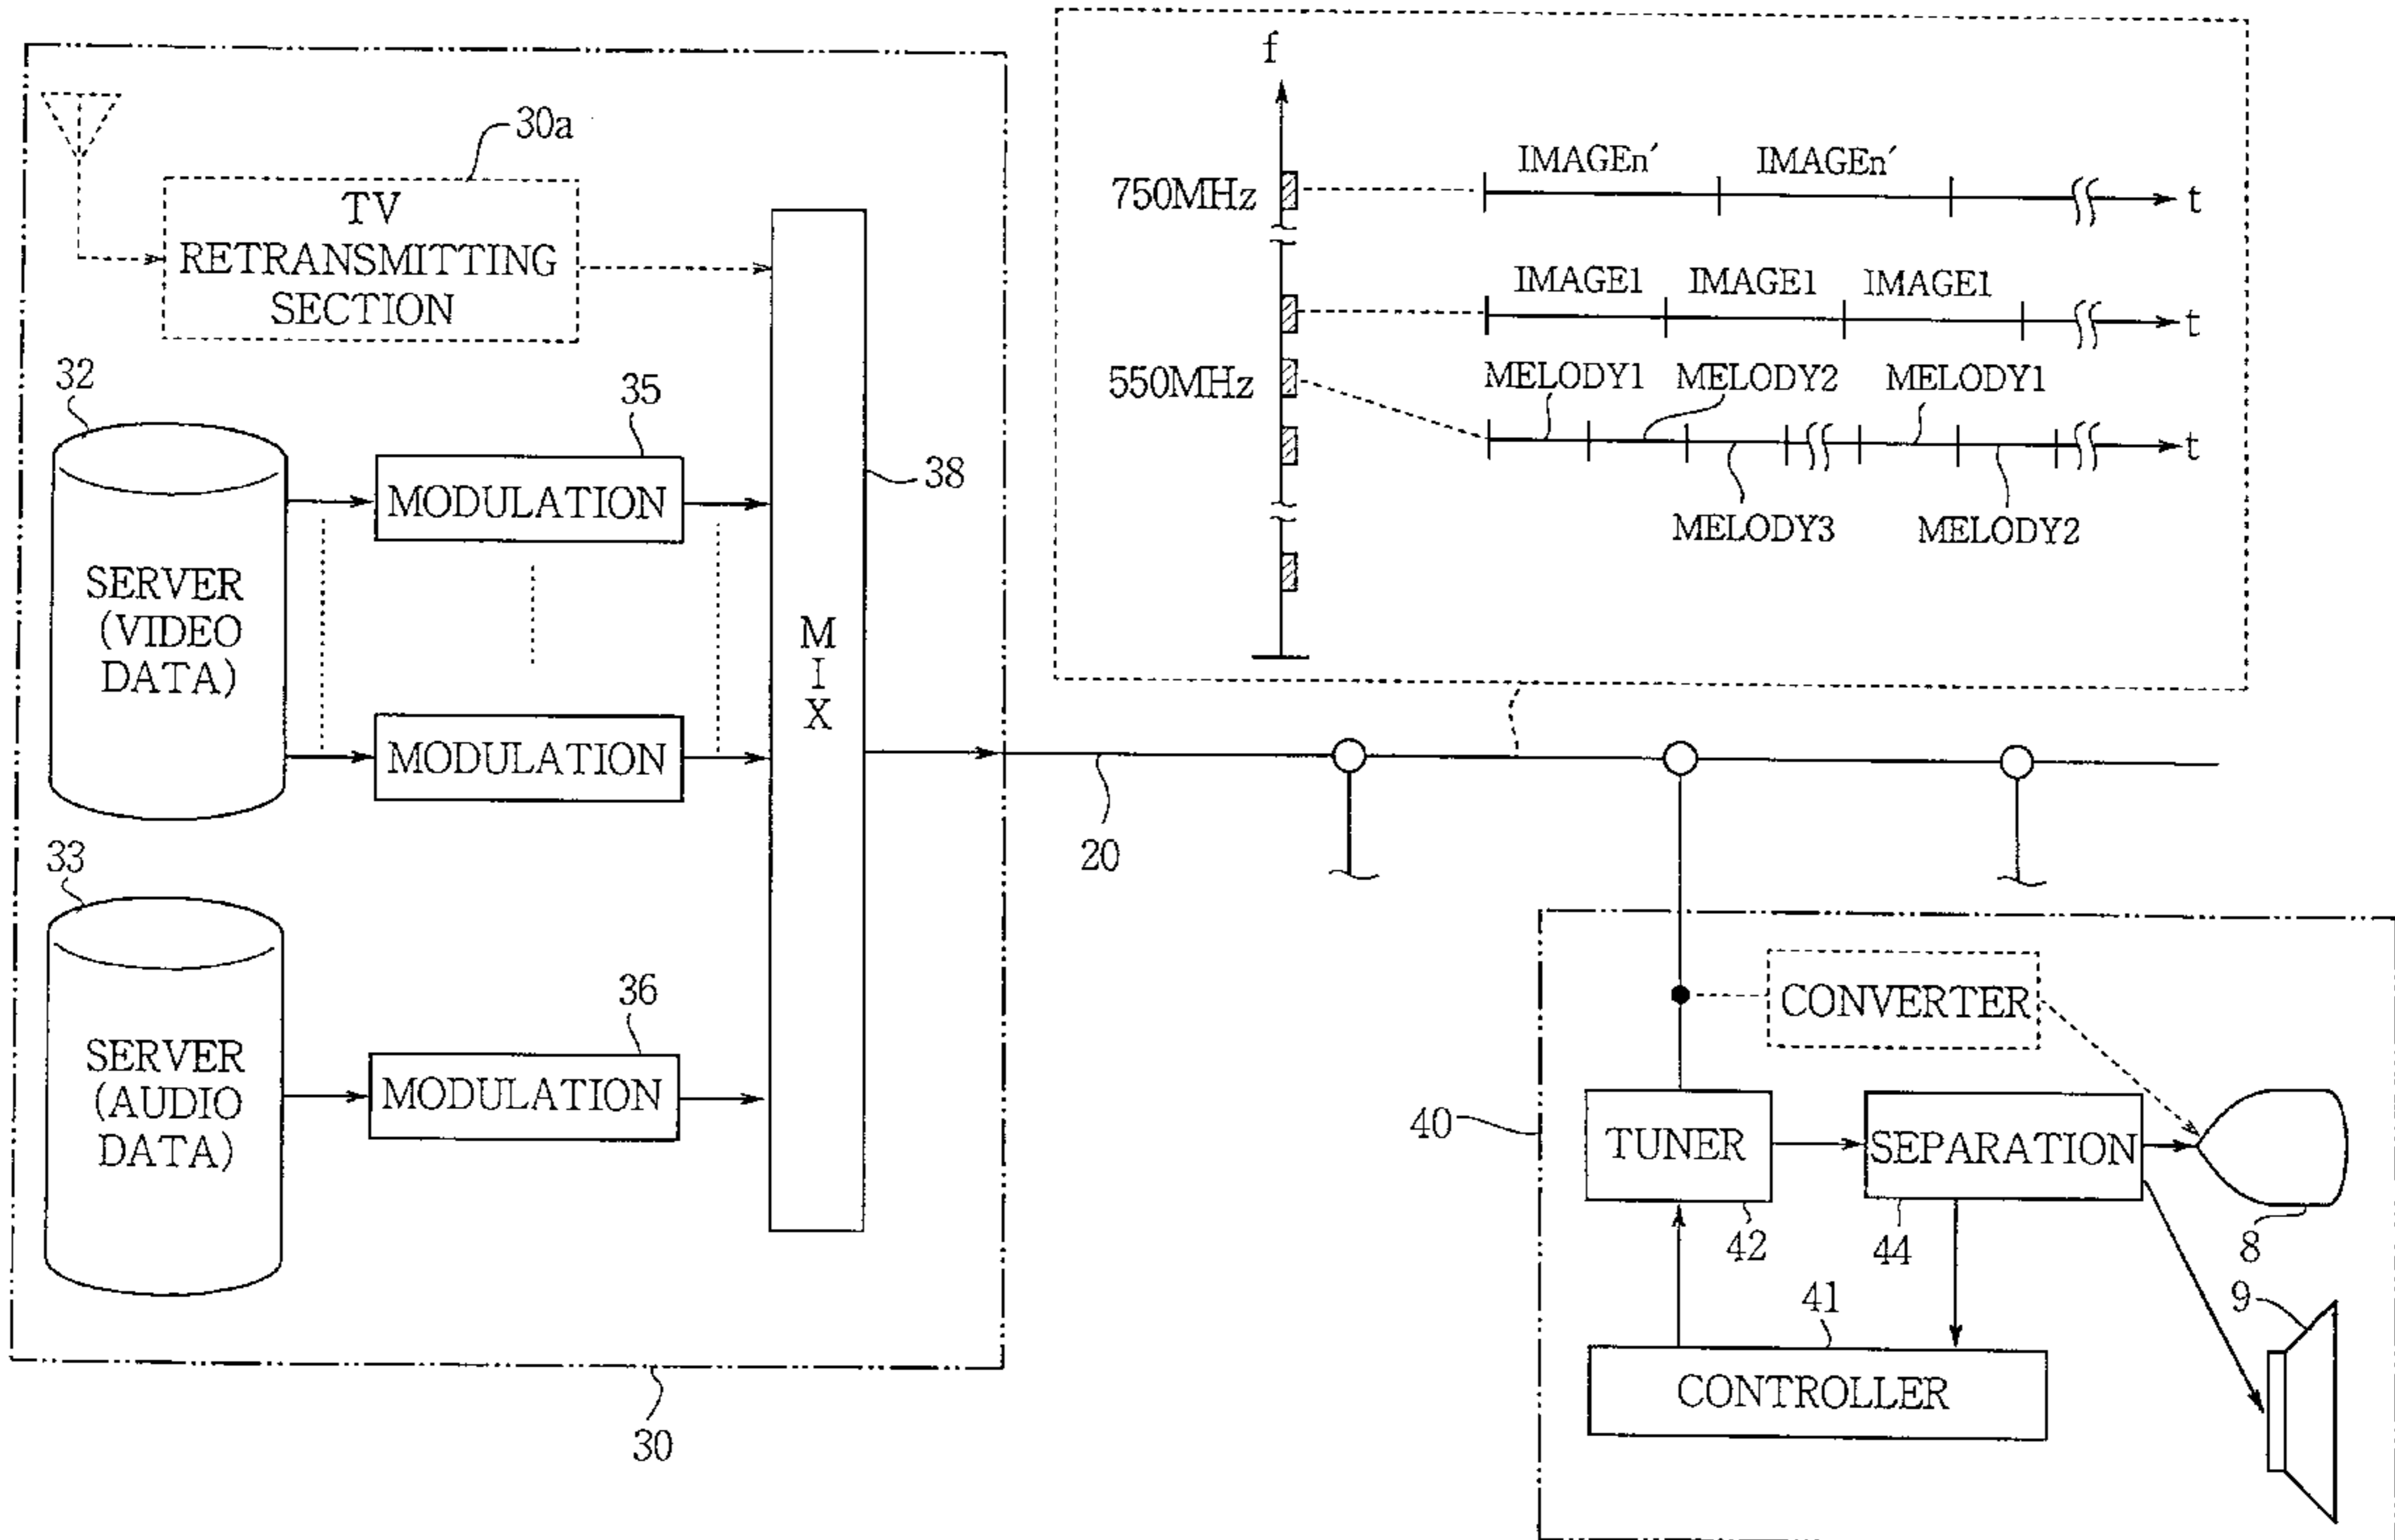 30a
TV
RETRANSMITTING
SECTION
32
SERVER
(VIDEO
DATA)
35
MODULATION
MODULATION
33
SERVER
(AUDIO
DATA)
36
MODULATION
38
MIX
30
20
f
750MHz
IMAGEn′ IMAGEn′
t
IMAGE1 IMAGE1 IMAGE1
t
550MHz
MELODY1 MELODY2 MELODY1
t
MELODY3 MELODY2
CONVERTER
40
TUNER
42
SEPARATION
44
8
9
41
CONTROLLER